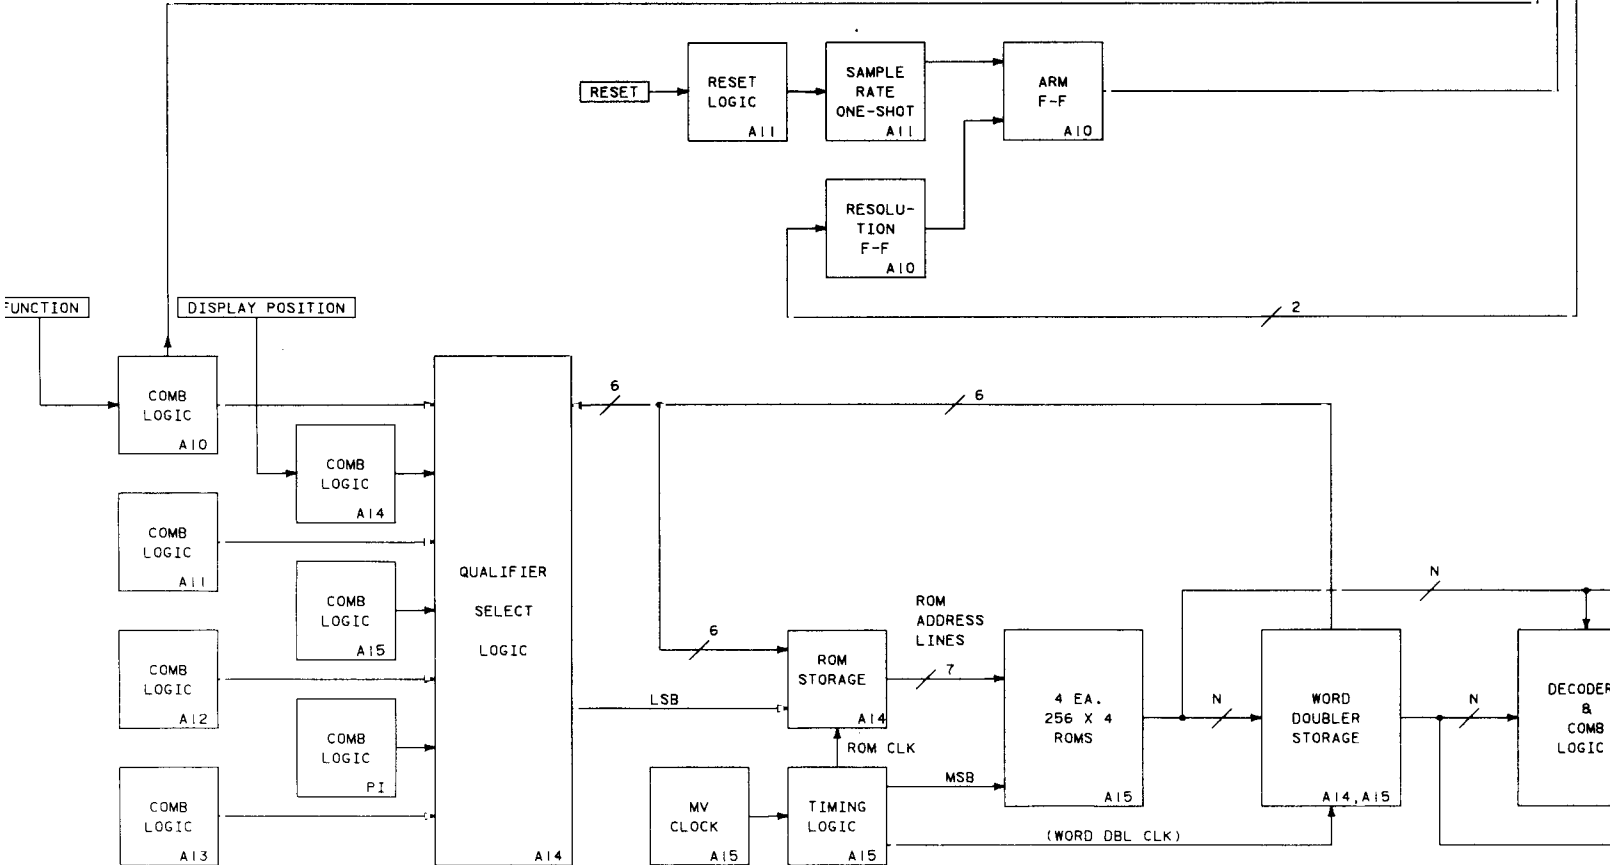 RESET
RESET
LOGIC
A11
SAMPLE
RATE
ONE-SHOT
A11
ARM
F-F
A10
RESOLU-
TION
F-F
A10
2
FUNCTION
DISPLAY POSITION
COMB
LOGIC
A10
COMB
LOGIC
A14
COMB
LOGIC
A11
COMB
LOGIC
A15
COMB
LOGIC
A12
COMB
LOGIC
PI
COMB
LOGIC
A13
QUALIFIER
SELECT
LOGIC
A14
6
6
6
LSB
ROM
STORAGE
A14
ROM CLK
MV
CLOCK
A15
TIMING
LOGIC
A15
ROM
ADDRESS
LINES
7
MSB
(WORD DBL CLK)
4 EA.
256 X 4
ROMS
A15
N
N
WORD
DOUBLER
STORAGE
A14,A15
N
DECODER
&
COMB
LOGIC